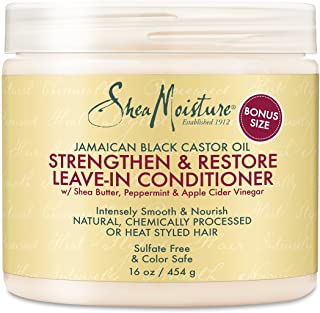 SheaMoisture®
Established 1912
BONUS
SIZE
JAMAICAN BLACK CASTOR OIL
STRENGTHEN & RESTORE
LEAVE-IN CONDITIONER
w/ Shea Butter, Peppermint & Apple Cider Vinegar
Intensely Smooth & Nourish
NATURAL, CHEMICALLY PROCESSED
OR HEAT STYLED HAIR
Sulfate Free
& Color Safe
16 oz / 454 g